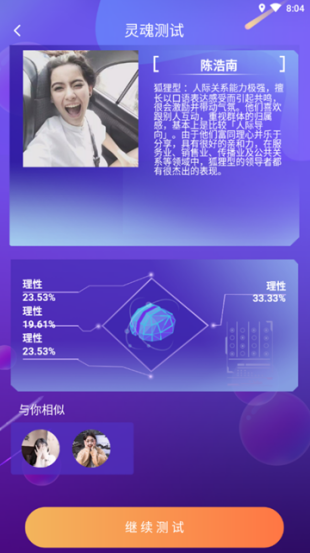 8:04
灵魂测试
陈浩南
狐狸型：人际关系能力极强，擅
长以口语表达感受而引起共鸣，
很会激励并带动气氛。他们喜欢
跟别人互动，重视群体的归属
感，基本上是比较「人际导
向」。由于他们富同理心并乐于
分享，具有很好的亲和力，在服
务业、销售业、传播业及公共关
系等领域中，狐狸型的领导者都
有很杰出的表现。
理性
23.53%
理性
33.33%
理性
19.61%
理性
23.53%
与你相似
继续测试